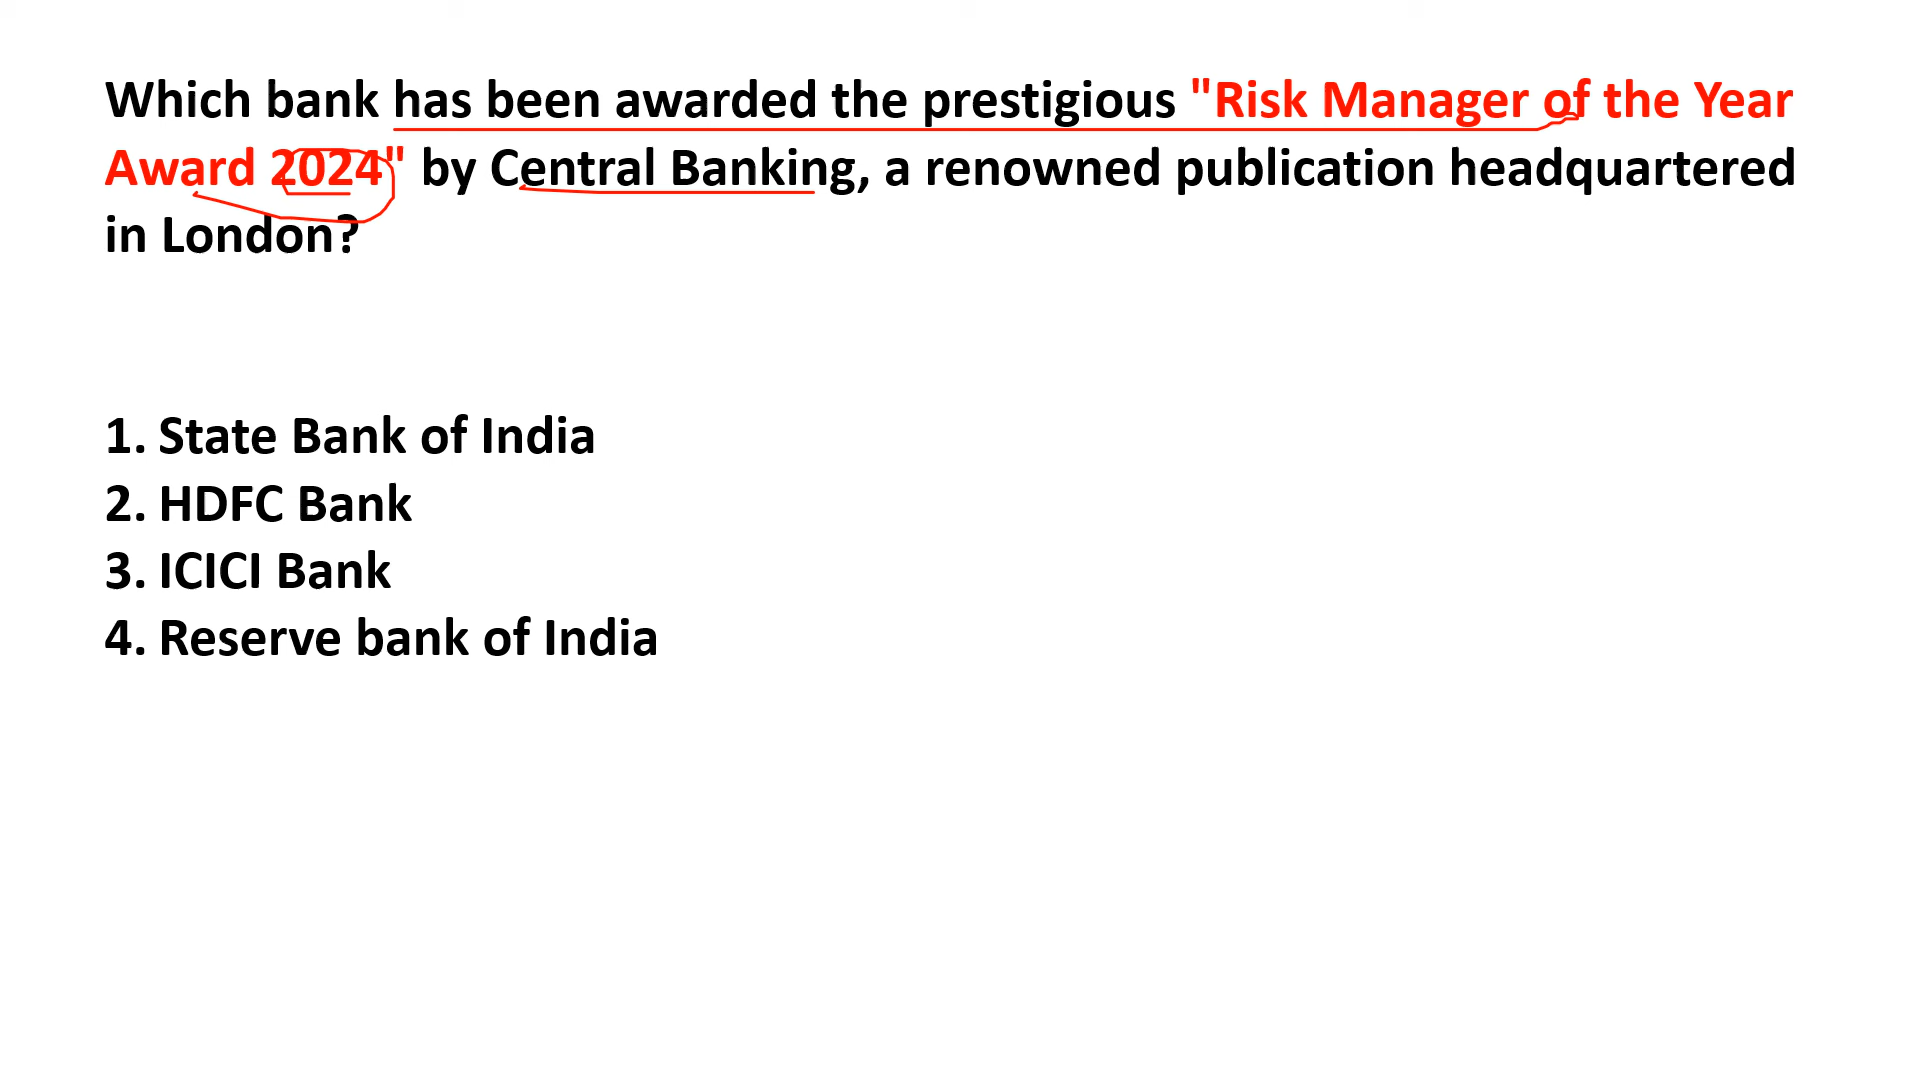 Which bank has been awarded the prestigious "Risk Manager of the Year
Award 2024" by Central Banking, a renowned publication headquartered
in London?
1. State Bank of India
2. HDFC Bank
3. ICICI Bank
4. Reserve bank of India